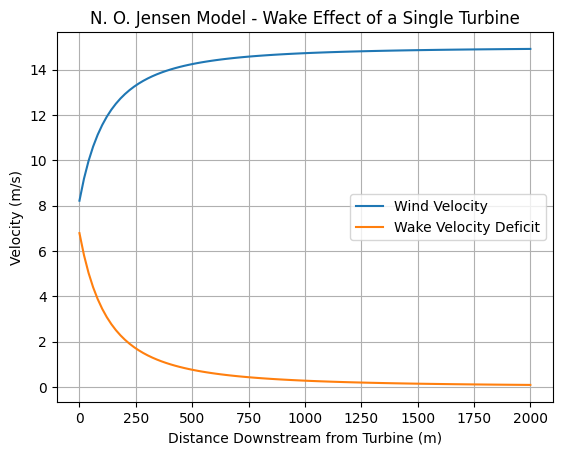 N. O. Jensen Model - Wake Effect of a Single Turbine
Velocity (m/s)
14
12
10
8
6
4
2
0
Wind Velocity
Wake Velocity Deficit
0 250 500 750 1000 1250 1500 1750 2000
Distance Downstream from Turbine (m)